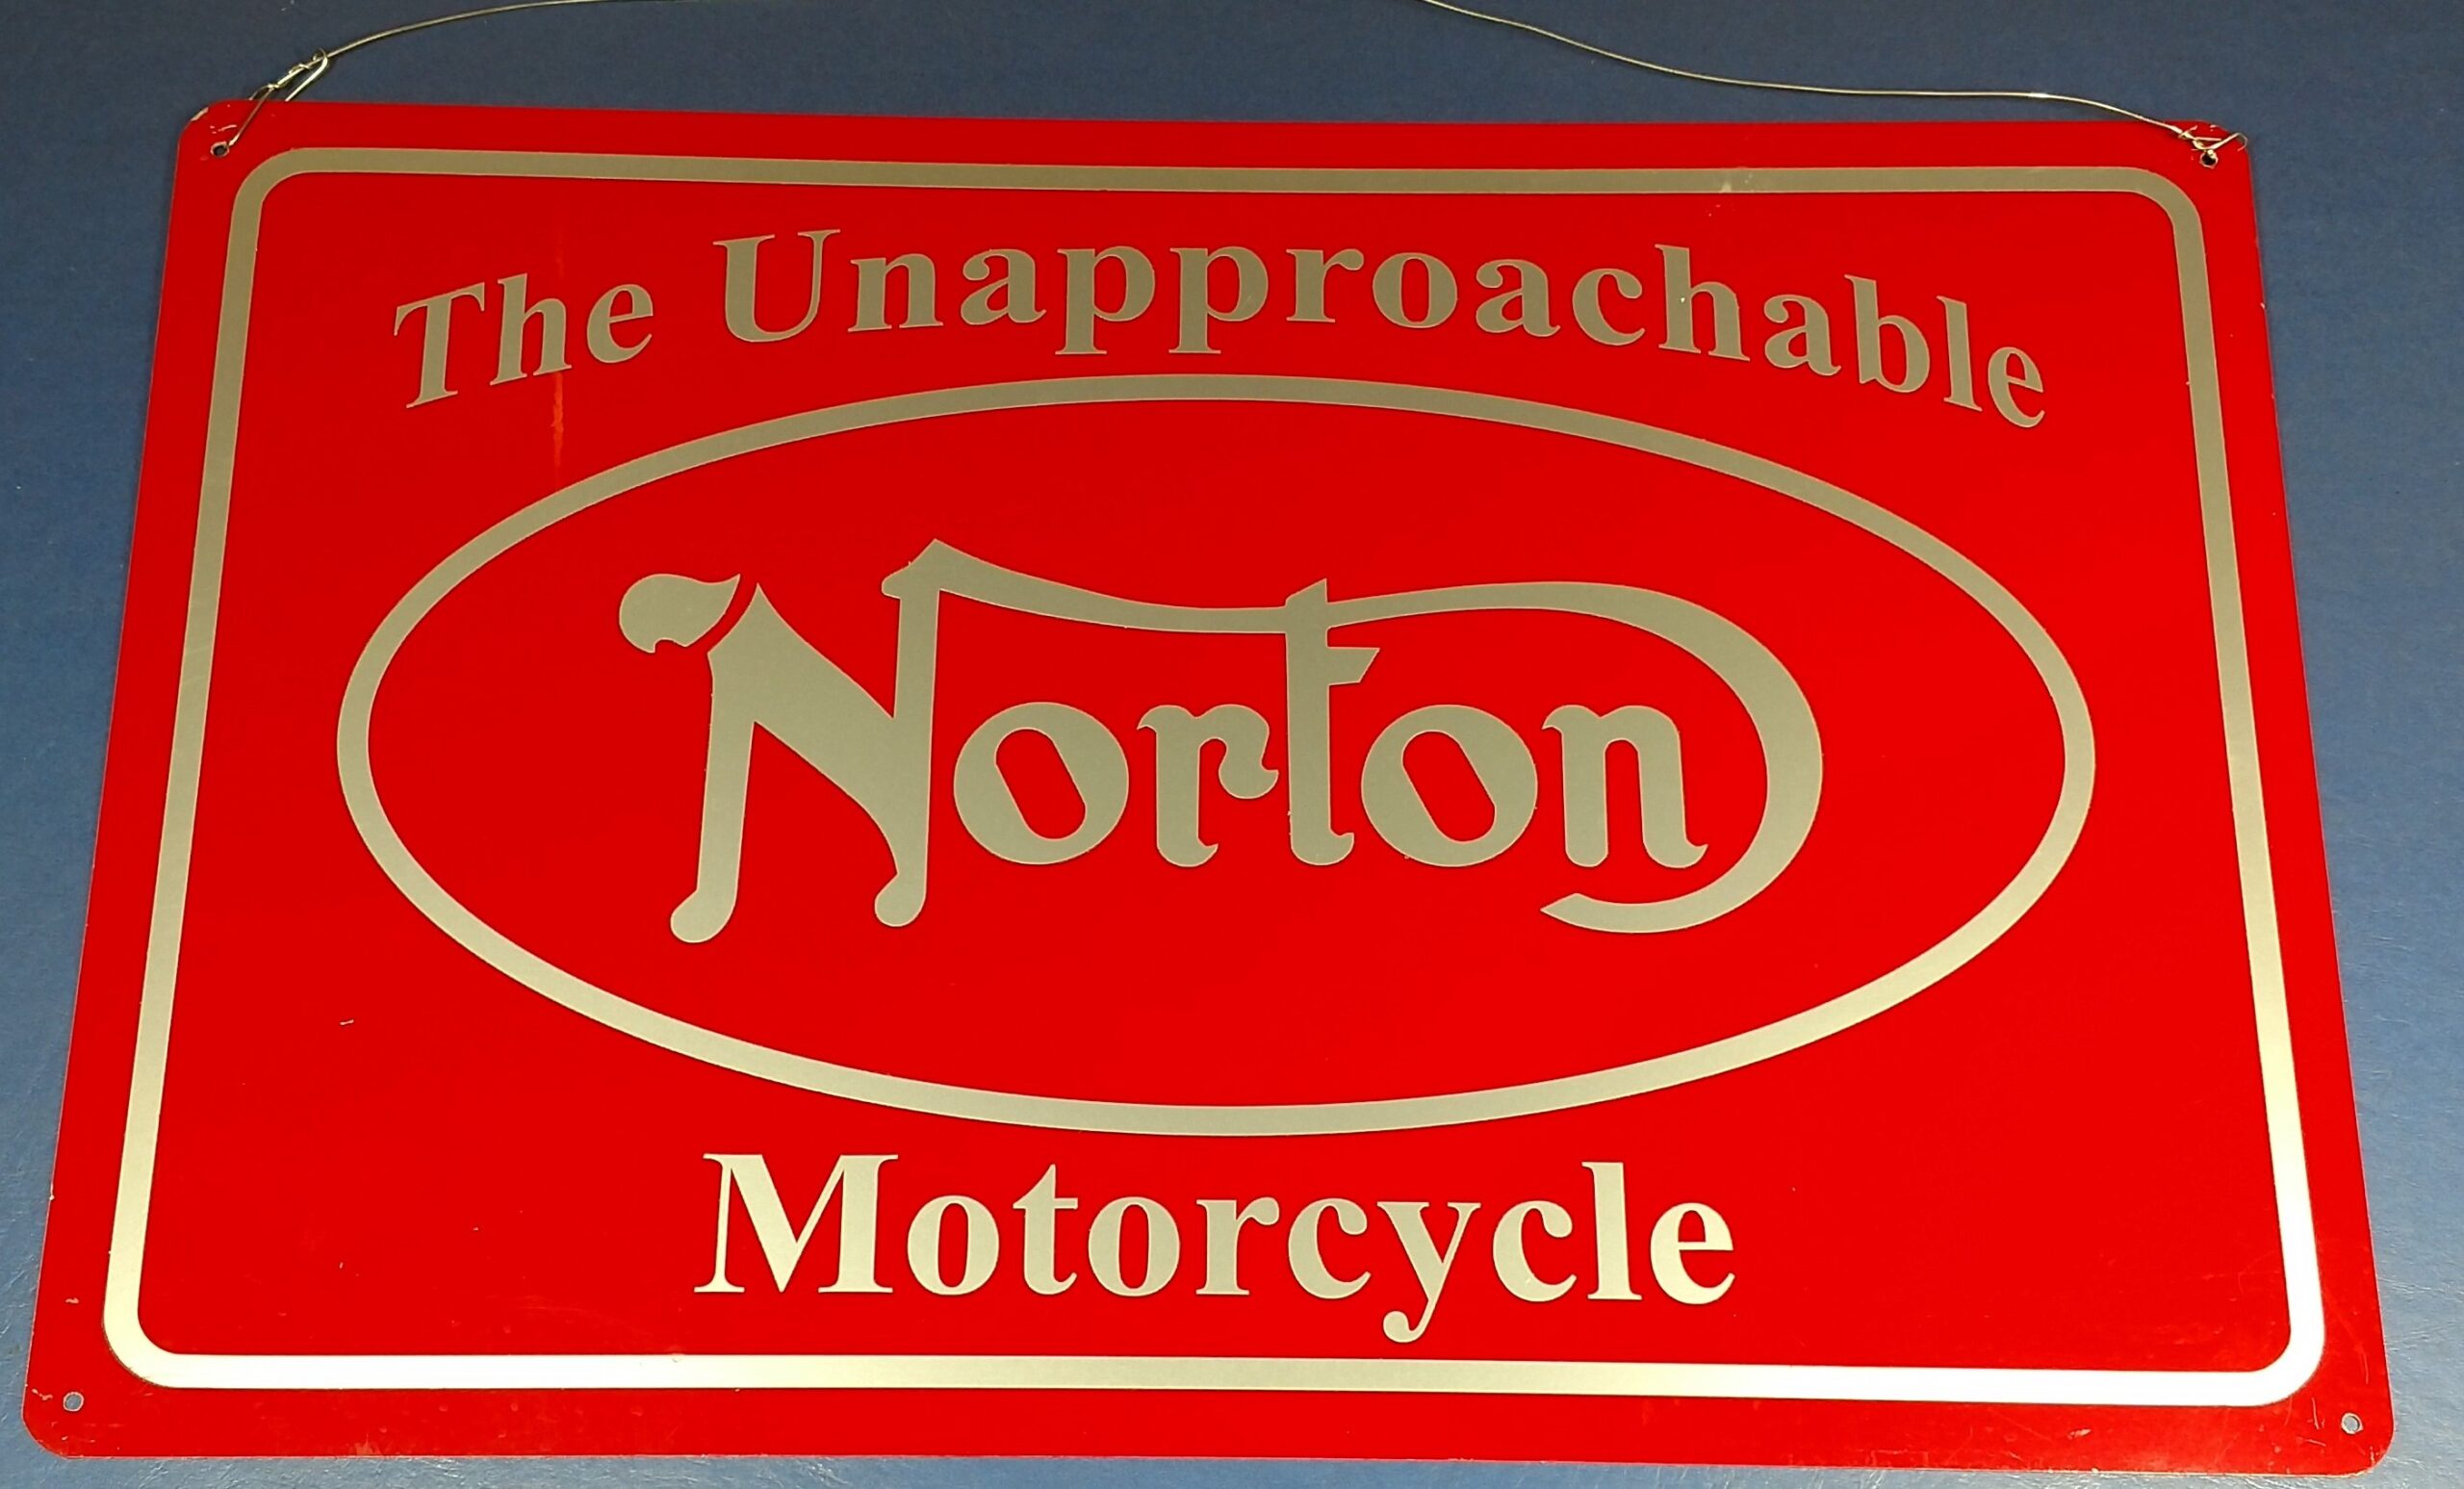 The Unapproachable
Norton
Motorcycle